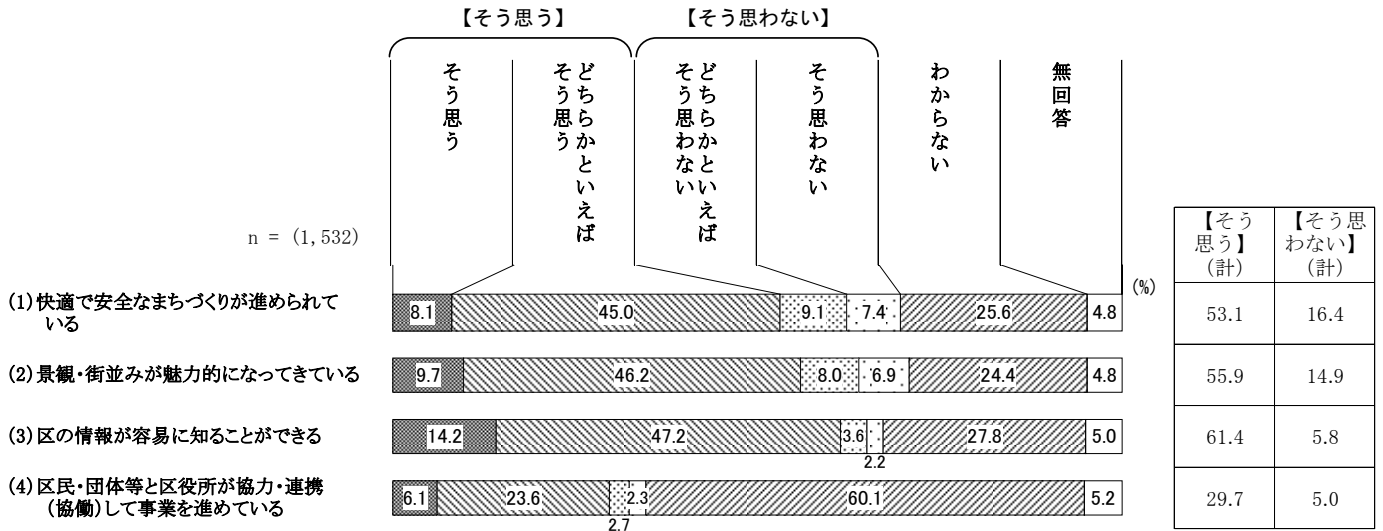 【そう思う】 【そう思わない】
そう思う
どちらかといえば
そう思う
どちらかといえば
そう思わない
そう思わない
わからない
無回答
n = (1,532)
【そう
思う】
(計)
【そう思
わない】
(計)
(%)
(1)快適で安全なまちづくりが進められて
いる
8.1 45.0 9.1 7.4 25.6 4.8 53.1 16.4
(2)景観・街並みが魅力的になってきている
9.7 46.2 8.0 6.9 24.4 4.8 55.9 14.9
(3)区の情報が容易に知ることができる
14.2 47.2 3.6 2.2 27.8 5.0 61.4 5.8
(4)区民・団体等と区役所が協力・連携
(協働)して事業を進めている
6.1 23.6 2.7 2.3 60.1 5.2 29.7 5.0